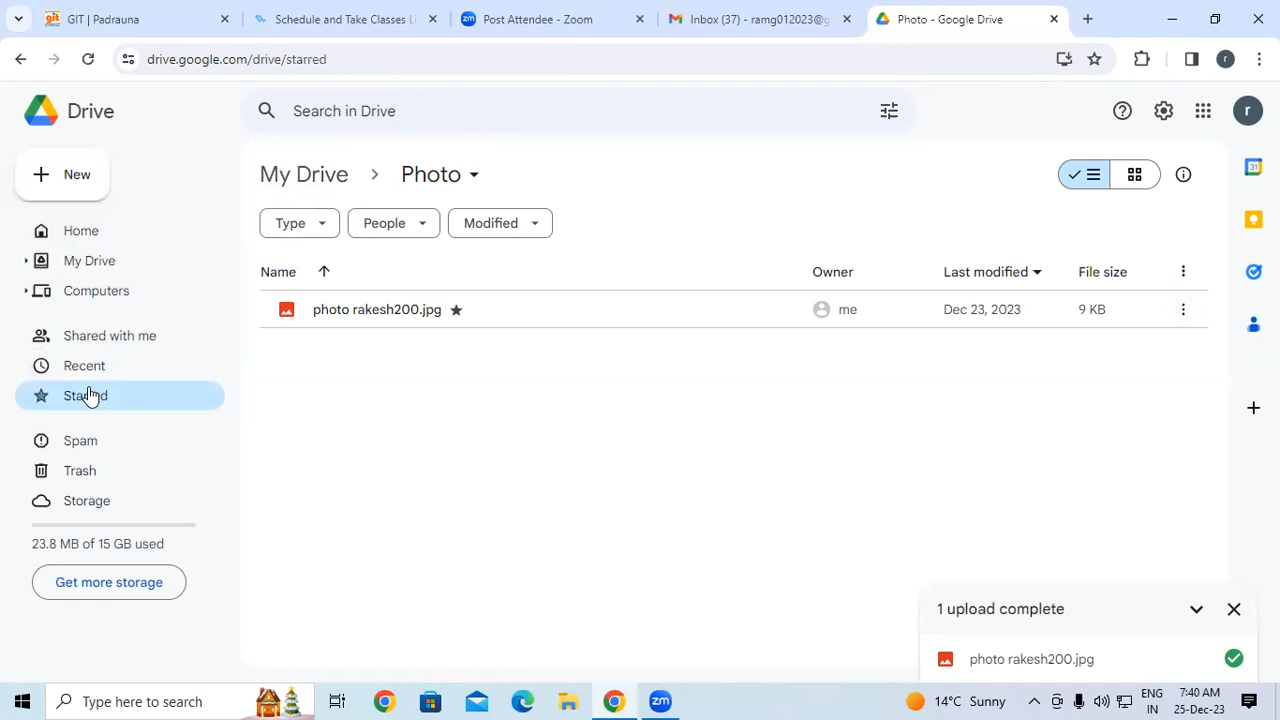 GIT | Padrauna
Schedule and Take Classes Li
Post Attendee - Zoom
Inbox (37) - ramg012023@g
Photo - Google Drive
drive.google.com/drive/starred
r
Drive
Search in Drive
r
New
My Drive > Photo
31
Home
Type
People
Modified
My Drive
Name
Owner
Last modified
File size
Computers
photo rakesh200.jpg
me
Dec 23, 2023
9 KB
Shared with me
Recent
Starred
Spam
Trash
Storage
23.8 MB of 15 GB used
Get more storage
1 upload complete
photo rakesh200.jpg
Type here to search
14°C Sunny
ENG
IN
7:40 AM
25-Dec-23